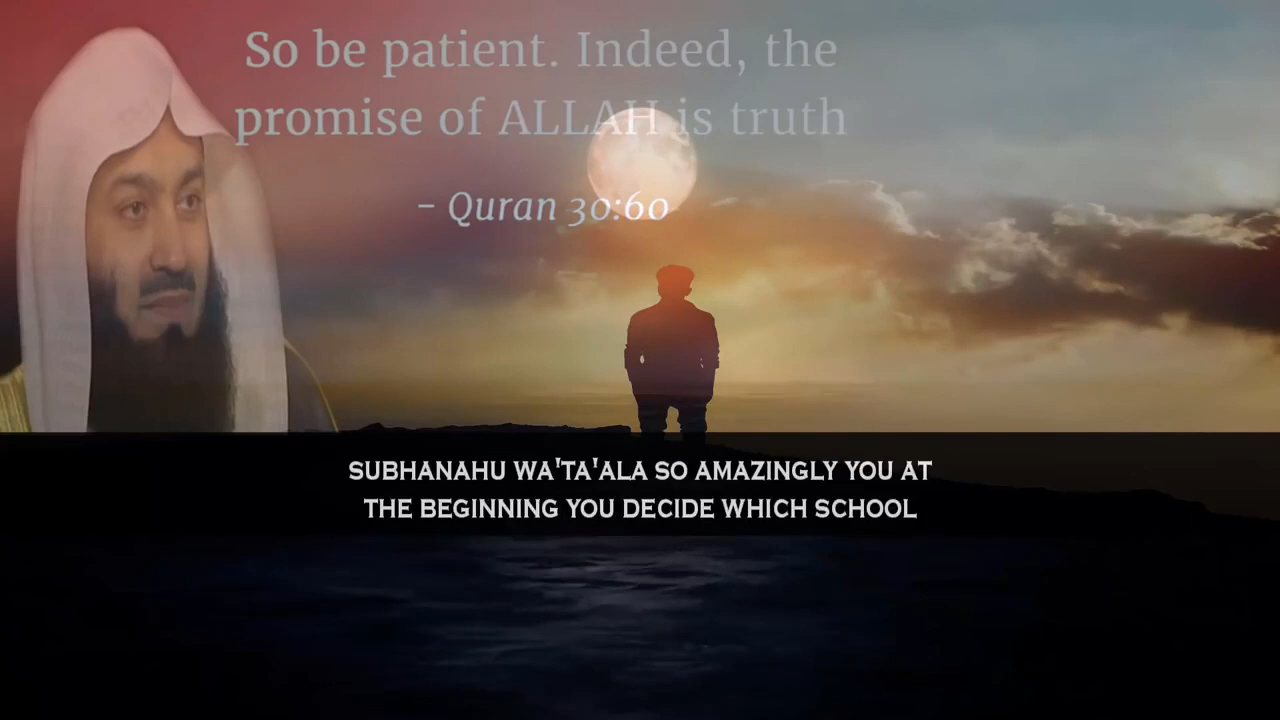 So be patient. Indeed, the
promise of ALLAH is truth
– Quran 30:60
SUBHANAHU WA'TA'ALA SO AMAZINGLY YOU AT
THE BEGINNING YOU DECIDE WHICH SCHOOL